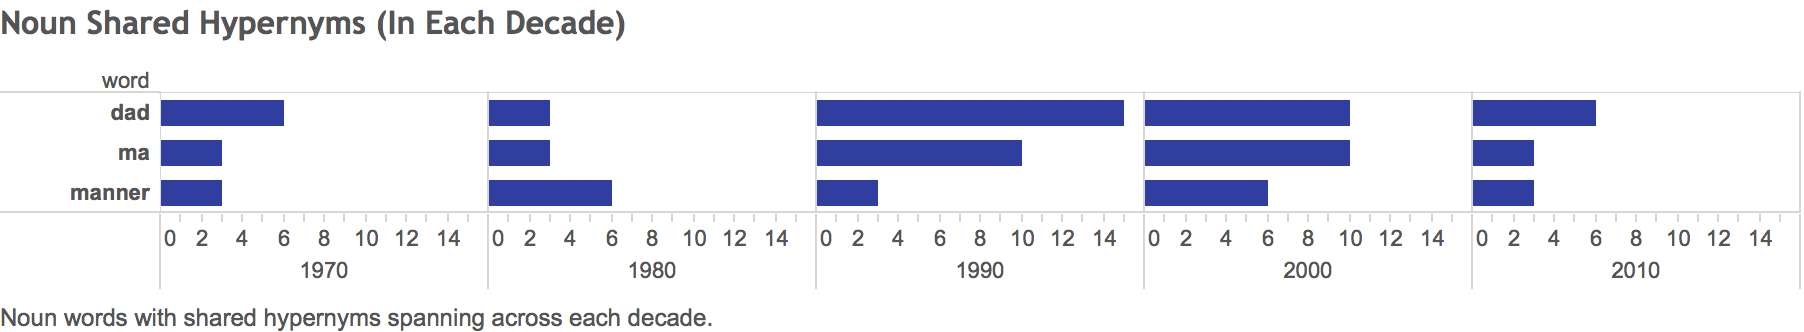 Noun Shared Hypernyms (In Each Decade)
word
dad
ma
manner
0 2 4 6 8 10 12 14 0 2 4 6 8 10 12 14 0 2 4 6 8 10 12 14 0 2 4 6 8 10 12 14 0 2 4 6 8 10 12 14
1970 1980 1990 2000 2010
Noun words with shared hypernyms spanning across each decade.